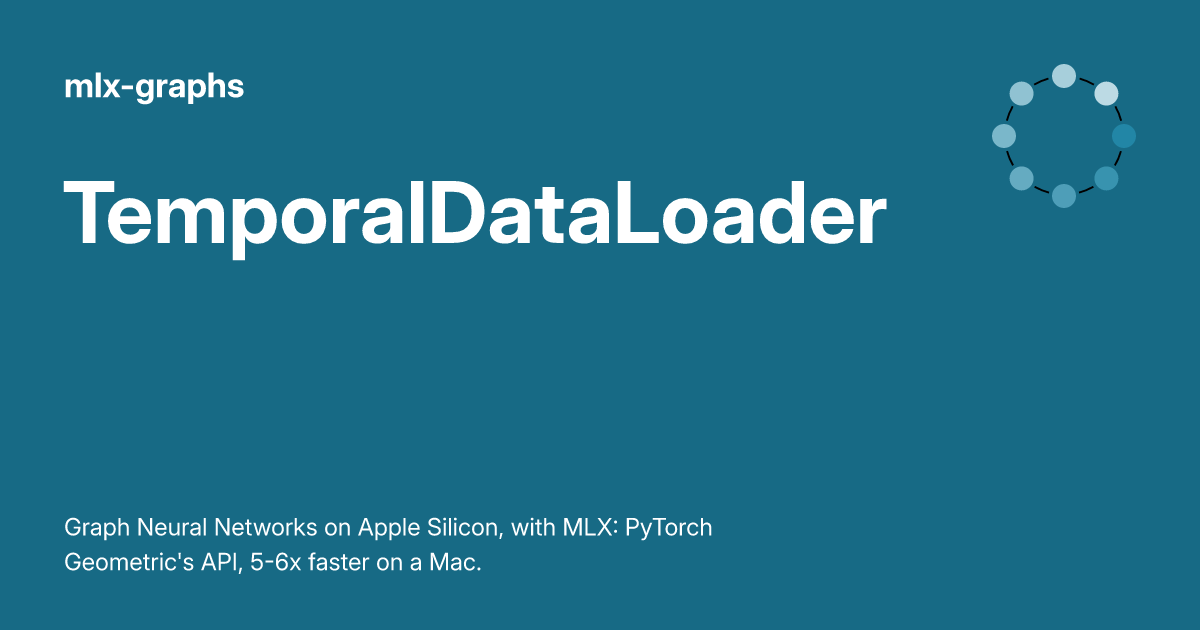 mlx-graphs
TemporalDataLoader
Graph Neural Networks on Apple Silicon, with MLX: PyTorch
Geometric's API, 5-6x faster on a Mac.